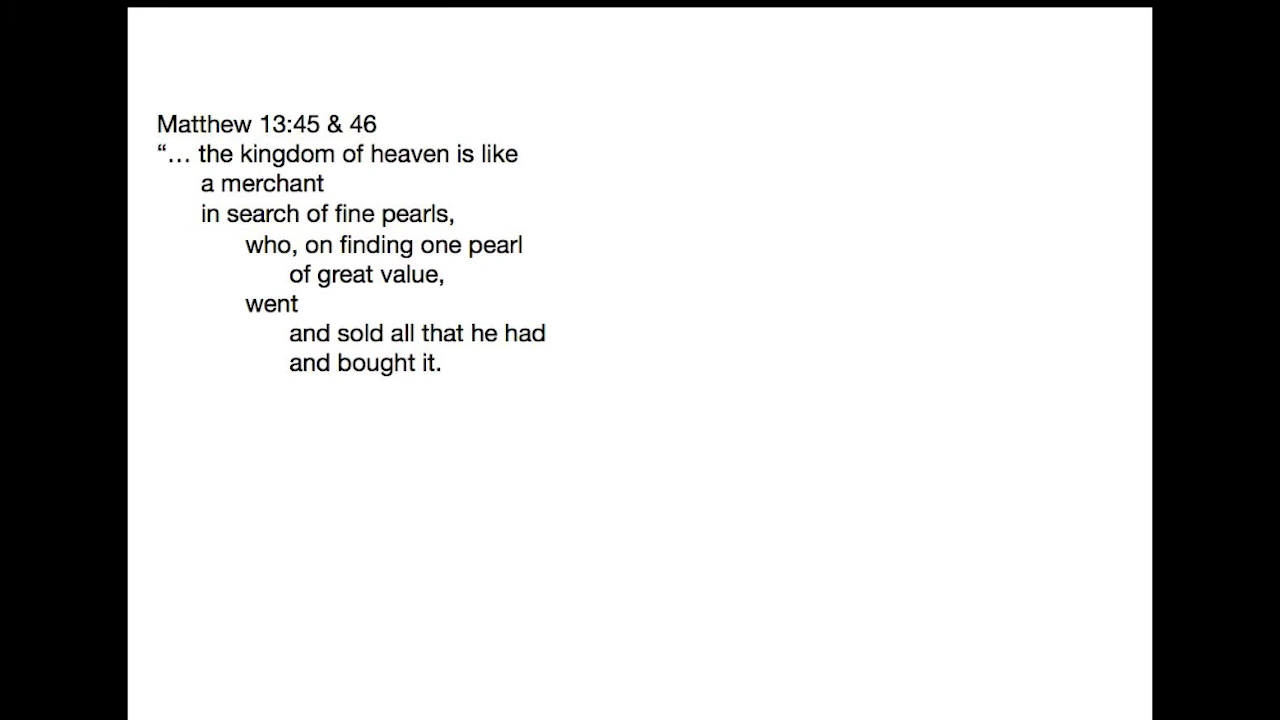 Matthew 13:45 & 46
“… the kingdom of heaven is like
a merchant
in search of fine pearls,
who, on finding one pearl
of great value,
went
and sold all that he had
and bought it.